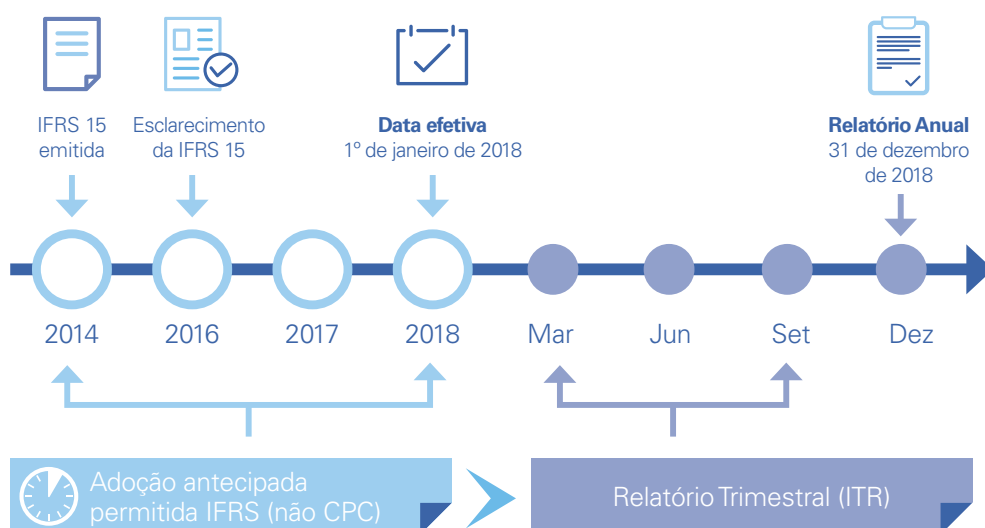 IFRS 15
emitida
Esclarecimento
da IFRS 15
Data efetiva
1º de janeiro de 2018
Relatório Anual
31 de dezembro
de 2018
2014
2016
2017
2018
Mar
Jun
Set
Dez
Adoção antecipada
permitida IFRS (não CPC)
Relatório Trimestral (ITR)